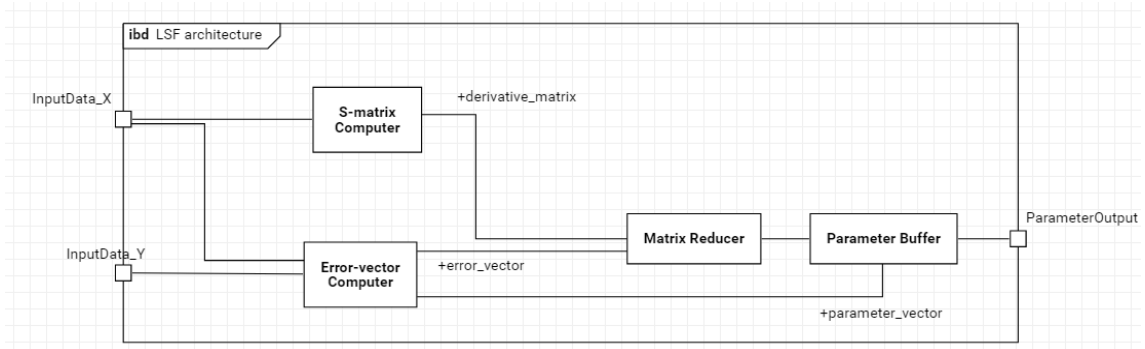 ibd LSF architecture
InputData_X
+derivative_matrix
S-matrix
Computer
ParameterOutput
Matrix Reducer
Parameter Buffer
InputData_Y
Error-vector
Computer
+error_vector
+parameter_vector